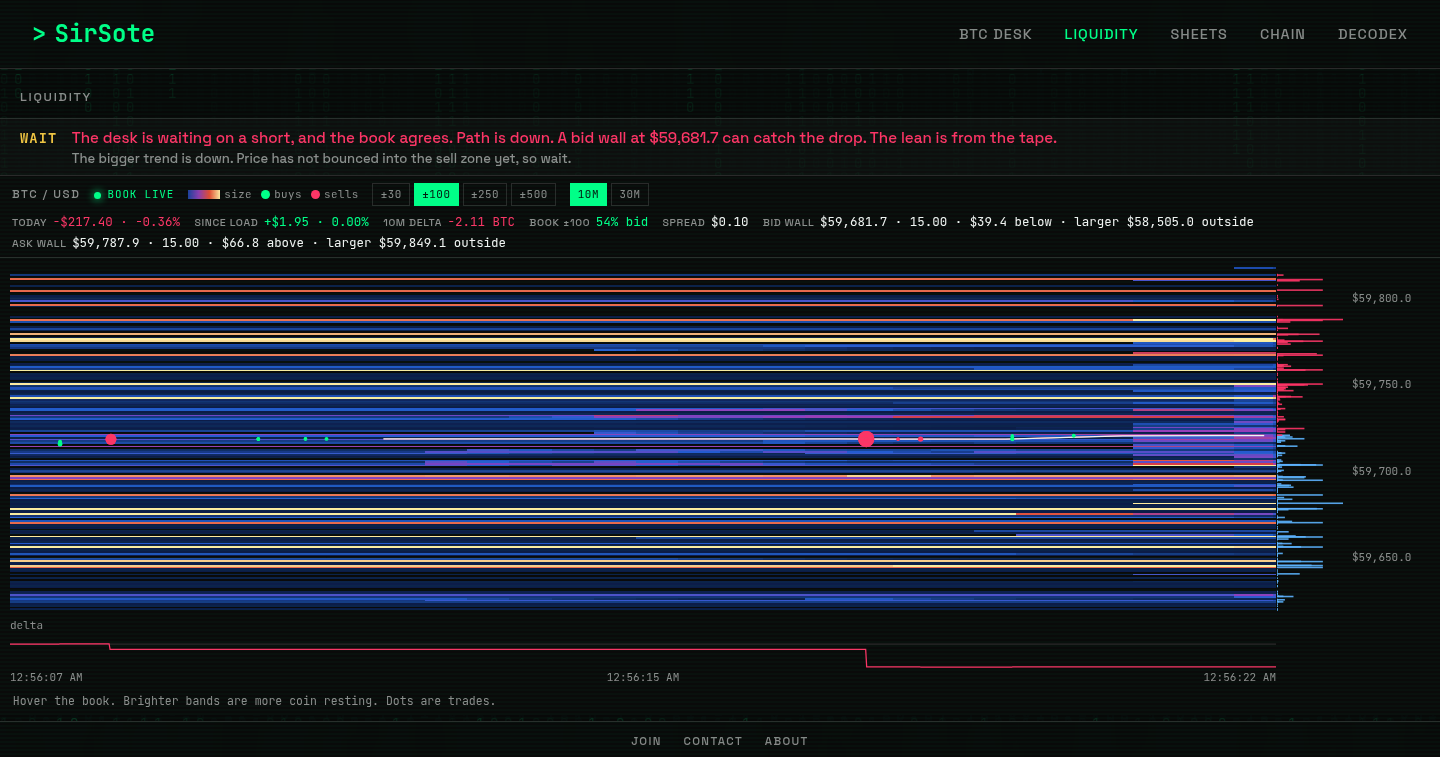 > SirSote
BTC DESK LIQUIDITY SHEETS CHAIN DECODEX
LIQUIDITY
WAIT The desk is waiting on a short, and the book agrees. Path is down. A bid wall at $59,681.7 can catch the drop. The lean is from the tape.
The bigger trend is down. Price has not bounced into the sell zone yet, so wait.
BTC / USD BOOK LIVE size buys sells ±30 ±100 ±250 ±500 10M 30M
TODAY -$217.40 · -0.36% SINCE LOAD +$1.95 · 0.00% 10M DELTA -2.11 BTC BOOK ±100 54% bid SPREAD $0.10 BID WALL $59,681.7 · 15.00 · $39.4 below · larger $58,505.0 outside
ASK WALL $59,787.9 · 15.00 · $66.8 above · larger $59,849.1 outside
$59,800.0
$59,750.0
$59,700.0
$59,650.0
delta
12:56:07 AM 12:56:15 AM 12:56:22 AM
Hover the book. Brighter bands are more coin resting. Dots are trades.
JOIN CONTACT ABOUT